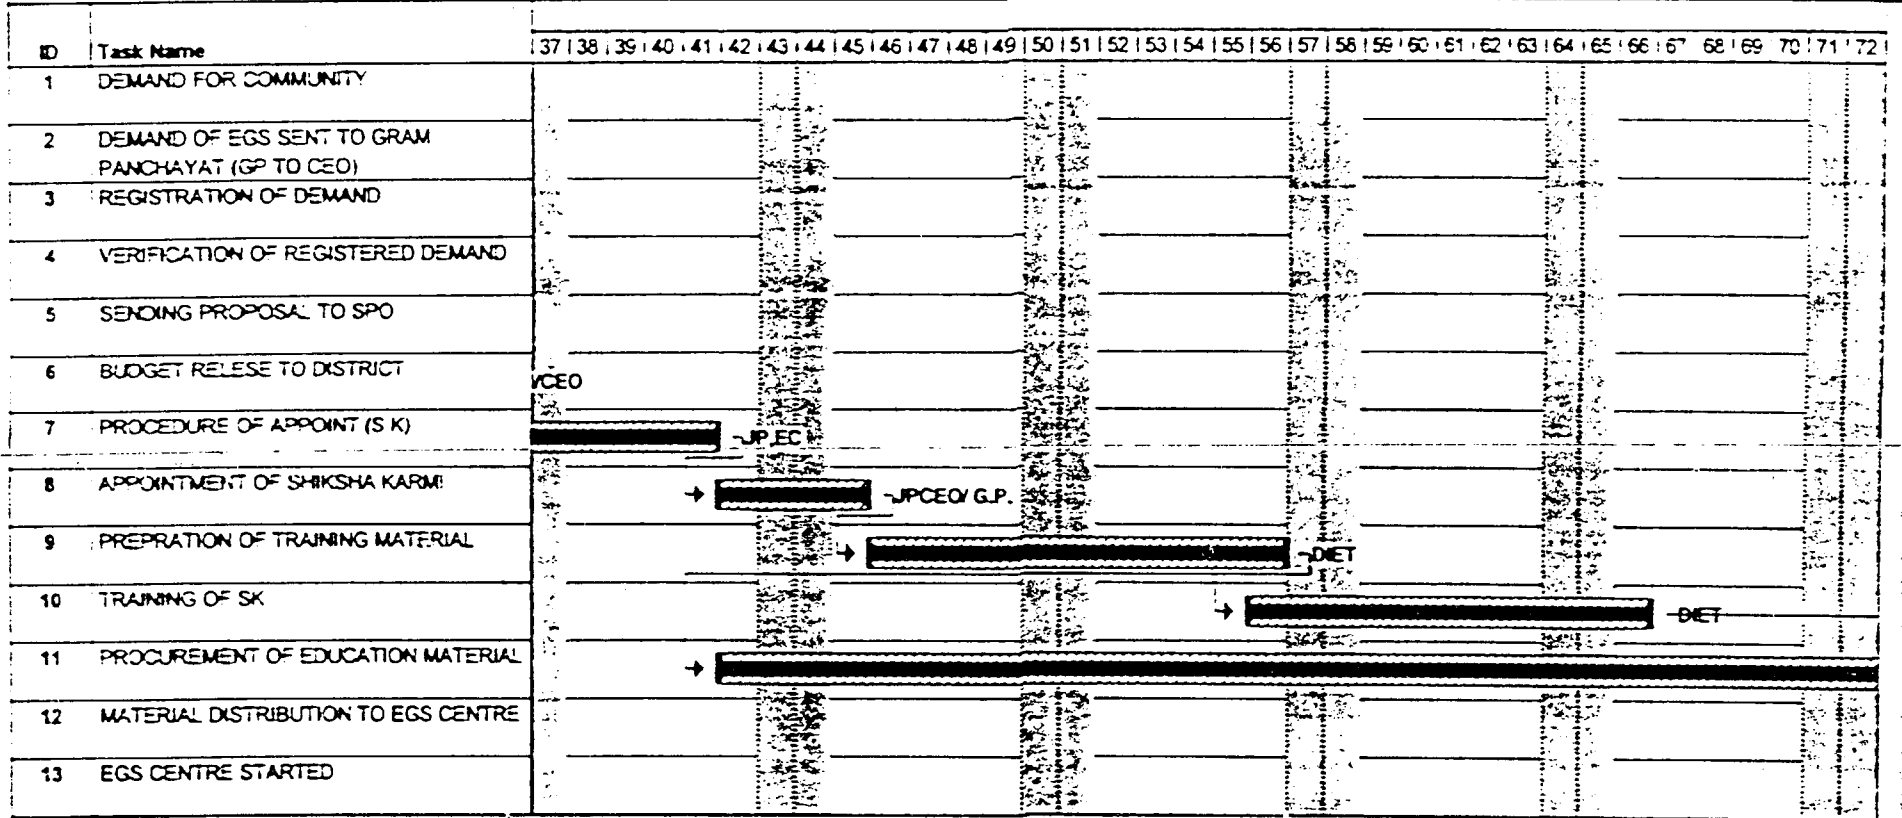 ID Task Name 37 38 39 40 41 42 43 44 45 46 47 48 49 50 51 52 53 54 55 56 57 58 59 60 61 62 63 64 65 66 67 68 69 70 71 72
1 DEMAND FOR COMMUNITY
2 DEMAND OF EGS SENT TO GRAM
PANCHAYAT (GP TO CEO)
3 REGISTRATION OF DEMAND
4 VERIFICATION OF REGISTERED DEMAND
5 SENDING PROPOSAL TO SPO
6 BUDGET RELESE TO DISTRICT
/CEO
7 PROCEDURE OF APPOINT (S K)
JP,EC
8 APPOINTMENT OF SHIKSHA KARMI
JPCEO/ G.P.
9 PREPRATION OF TRAINING MATERIAL
DIET
10 TRAINING OF SK
DIET
11 PROCUREMENT OF EDUCATION MATERIAL
12 MATERIAL DISTRIBUTION TO EGS CENTRE
13 EGS CENTRE STARTED